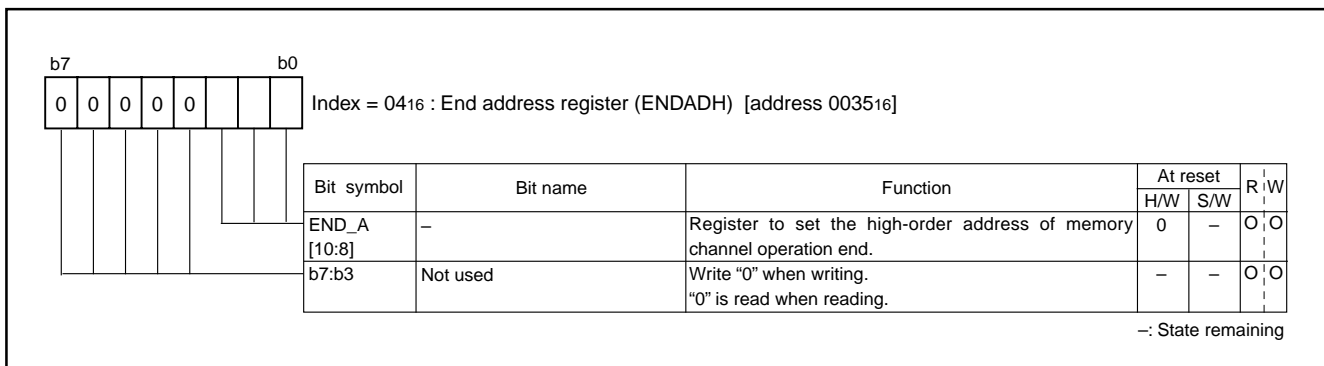 b7 b0
0 0 0 0 0
Index = 0416 : End address register (ENDADH) [address 003516]
Bit symbol Bit name Function At reset R W
H/W S/W
END_A – Register to set the high-order address of memory 0 – O O
[10:8] channel operation end.
b7:b3 Not used Write “0” when writing. – – O O
“0” is read when reading.
–: State remaining